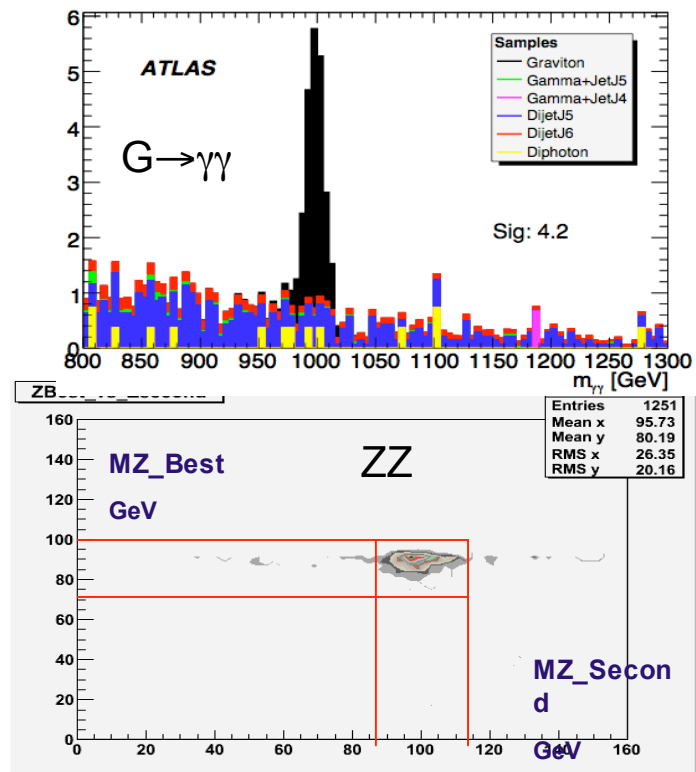 6
5
4
3
2
1
0
ATLAS
G→γγ
Samples
Graviton
Gamma+JetJ5
Gamma+JetJ4
DijetJ5
DijetJ6
Diphoton
Sig: 4.2
800 850 900 950 1000 1050 1100 1150 1200 1250 1300
mγγ [GeV]
Entries 1251
Mean x 95.73
Mean y 80.19
RMS x 26.35
RMS y 20.16
160
140
120
100
80
60
40
20
0
MZ_Best
GeV
ZZ
MZ_Secon
d
GeV
0 20 40 60 80 100 120 140 160